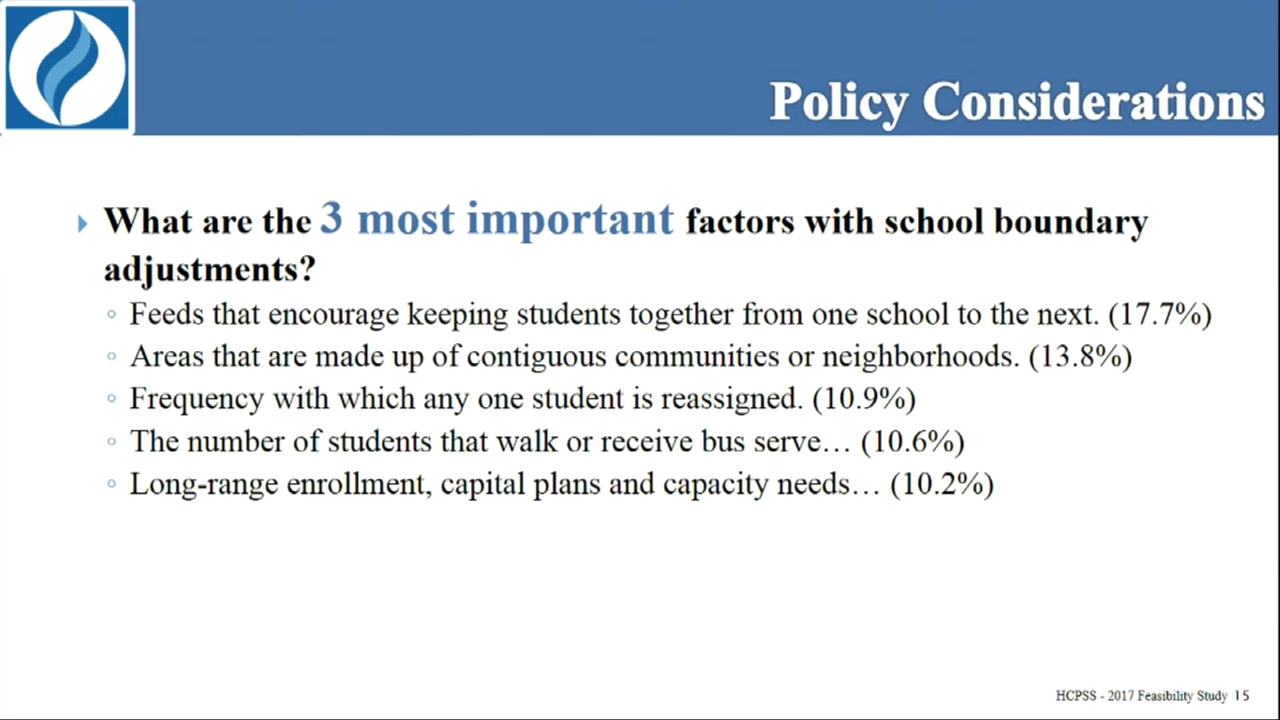 Policy Considerations
What are the 3 most important factors with school boundary
adjustments?
Feeds that encourage keeping students together from one school to the next. (17.7%)
Areas that are made up of contiguous communities or neighborhoods. (13.8%)
Frequency with which any one student is reassigned. (10.9%)
The number of students that walk or receive bus serve… (10.6%)
Long-range enrollment, capital plans and capacity needs… (10.2%)
HCPSS - 2017 Feasibility Study 15